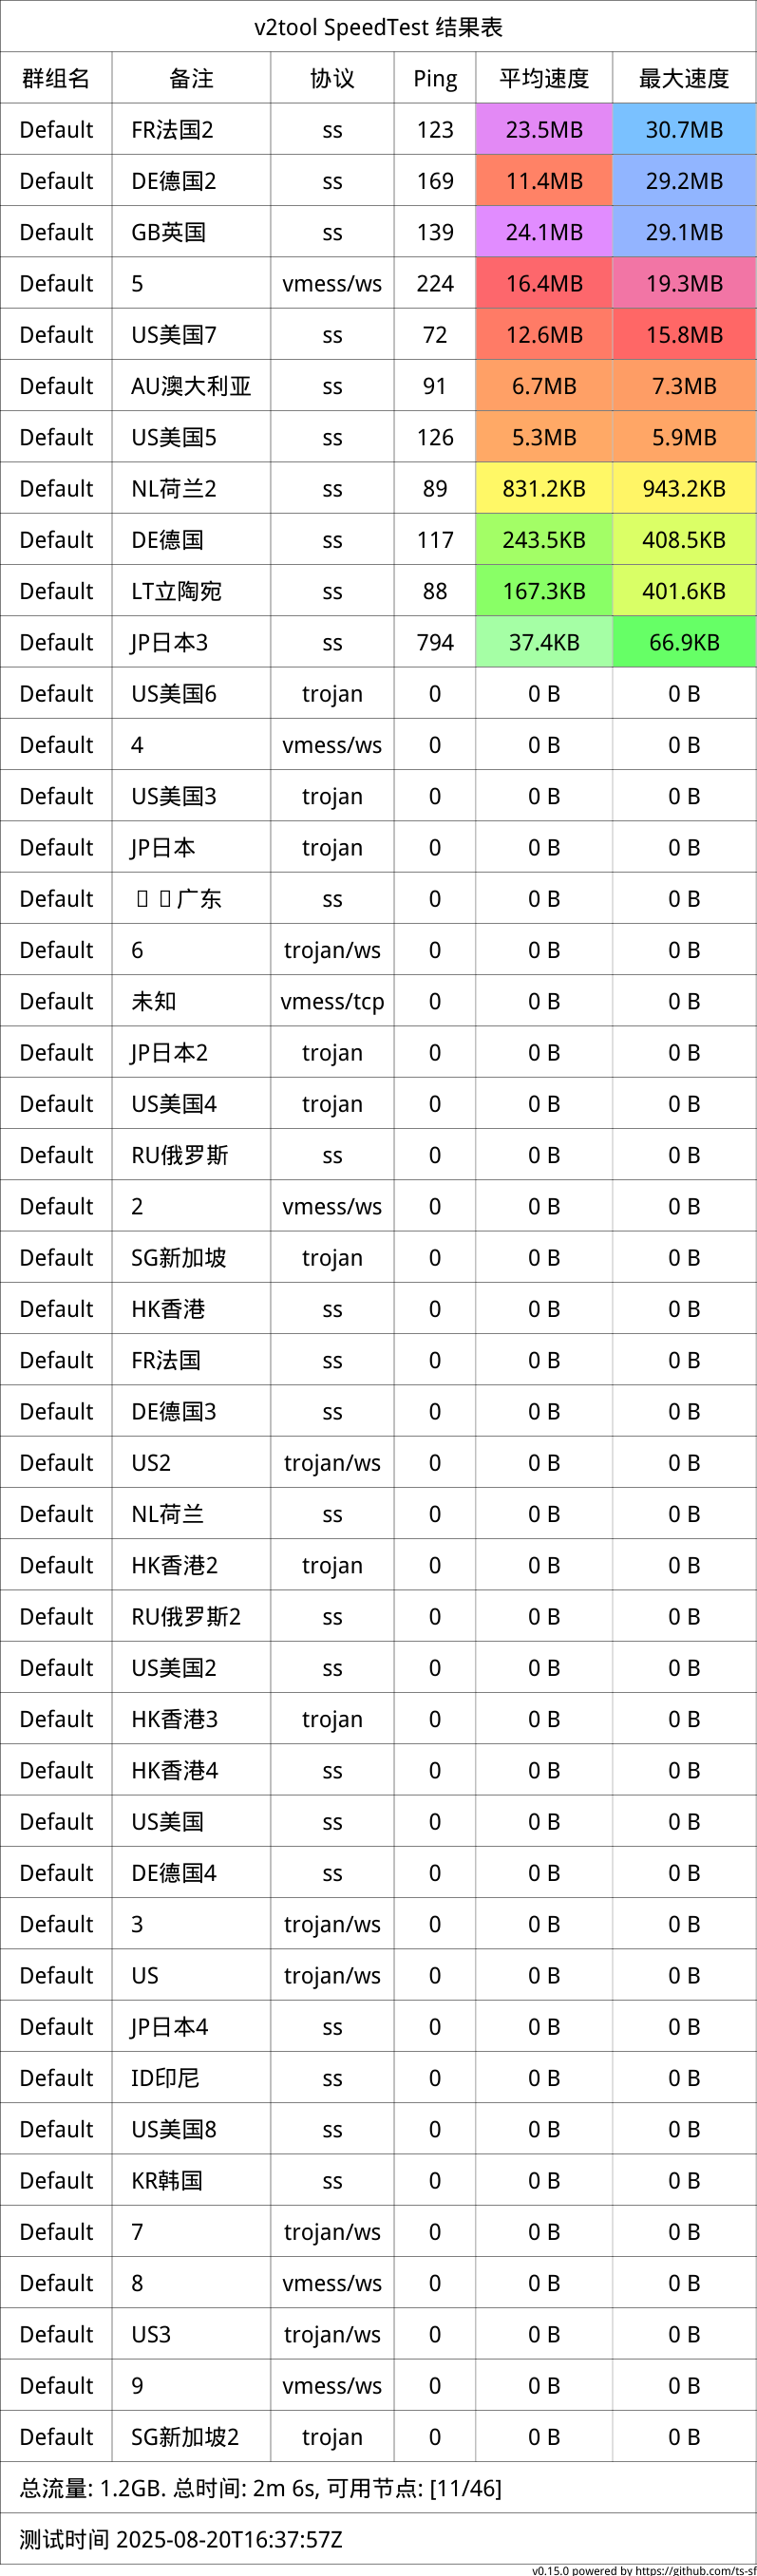 v2tool SpeedTest 结果表
群组名 备注 协议 Ping 平均速度 最大速度
Default FR法国2 ss 123 23.5MB 30.7MB
Default DE德国2 ss 169 11.4MB 29.2MB
Default GB英国 ss 139 24.1MB 29.1MB
Default 5 vmess/ws 224 16.4MB 19.3MB
Default US美国7 ss 72 12.6MB 15.8MB
Default AU澳大利亚 ss 91 6.7MB 7.3MB
Default US美国5 ss 126 5.3MB 5.9MB
Default NL荷兰2 ss 89 831.2KB 943.2KB
Default DE德国 ss 117 243.5KB 408.5KB
Default LT立陶宛 ss 88 167.3KB 401.6KB
Default JP日本3 ss 794 37.4KB 66.9KB
Default US美国6 trojan 0 0 B 0 B
Default 4 vmess/ws 0 0 B 0 B
Default US美国3 trojan 0 0 B 0 B
Default JP日本 trojan 0 0 B 0 B
Default 广东 ss 0 0 B 0 B
Default 6 trojan/ws 0 0 B 0 B
Default 未知 vmess/tcp 0 0 B 0 B
Default JP日本2 trojan 0 0 B 0 B
Default US美国4 trojan 0 0 B 0 B
Default RU俄罗斯 ss 0 0 B 0 B
Default 2 vmess/ws 0 0 B 0 B
Default SG新加坡 trojan 0 0 B 0 B
Default HK香港 ss 0 0 B 0 B
Default FR法国 ss 0 0 B 0 B
Default DE德国3 ss 0 0 B 0 B
Default US2 trojan/ws 0 0 B 0 B
Default NL荷兰 ss 0 0 B 0 B
Default HK香港2 trojan 0 0 B 0 B
Default RU俄罗斯2 ss 0 0 B 0 B
Default US美国2 ss 0 0 B 0 B
Default HK香港3 trojan 0 0 B 0 B
Default HK香港4 ss 0 0 B 0 B
Default US美国 ss 0 0 B 0 B
Default DE德国4 ss 0 0 B 0 B
Default 3 trojan/ws 0 0 B 0 B
Default US trojan/ws 0 0 B 0 B
Default JP日本4 ss 0 0 B 0 B
Default ID印尼 ss 0 0 B 0 B
Default US美国8 ss 0 0 B 0 B
Default KR韩国 ss 0 0 B 0 B
Default 7 trojan/ws 0 0 B 0 B
Default 8 vmess/ws 0 0 B 0 B
Default US3 trojan/ws 0 0 B 0 B
Default 9 vmess/ws 0 0 B 0 B
Default SG新加坡2 trojan 0 0 B 0 B
总流量: 1.2GB. 总时间: 2m 6s, 可用节点: [11/46]
测试时间 2025-08-20T16:37:57Z
v0.15.0 powered by https://github.com/ts-sf